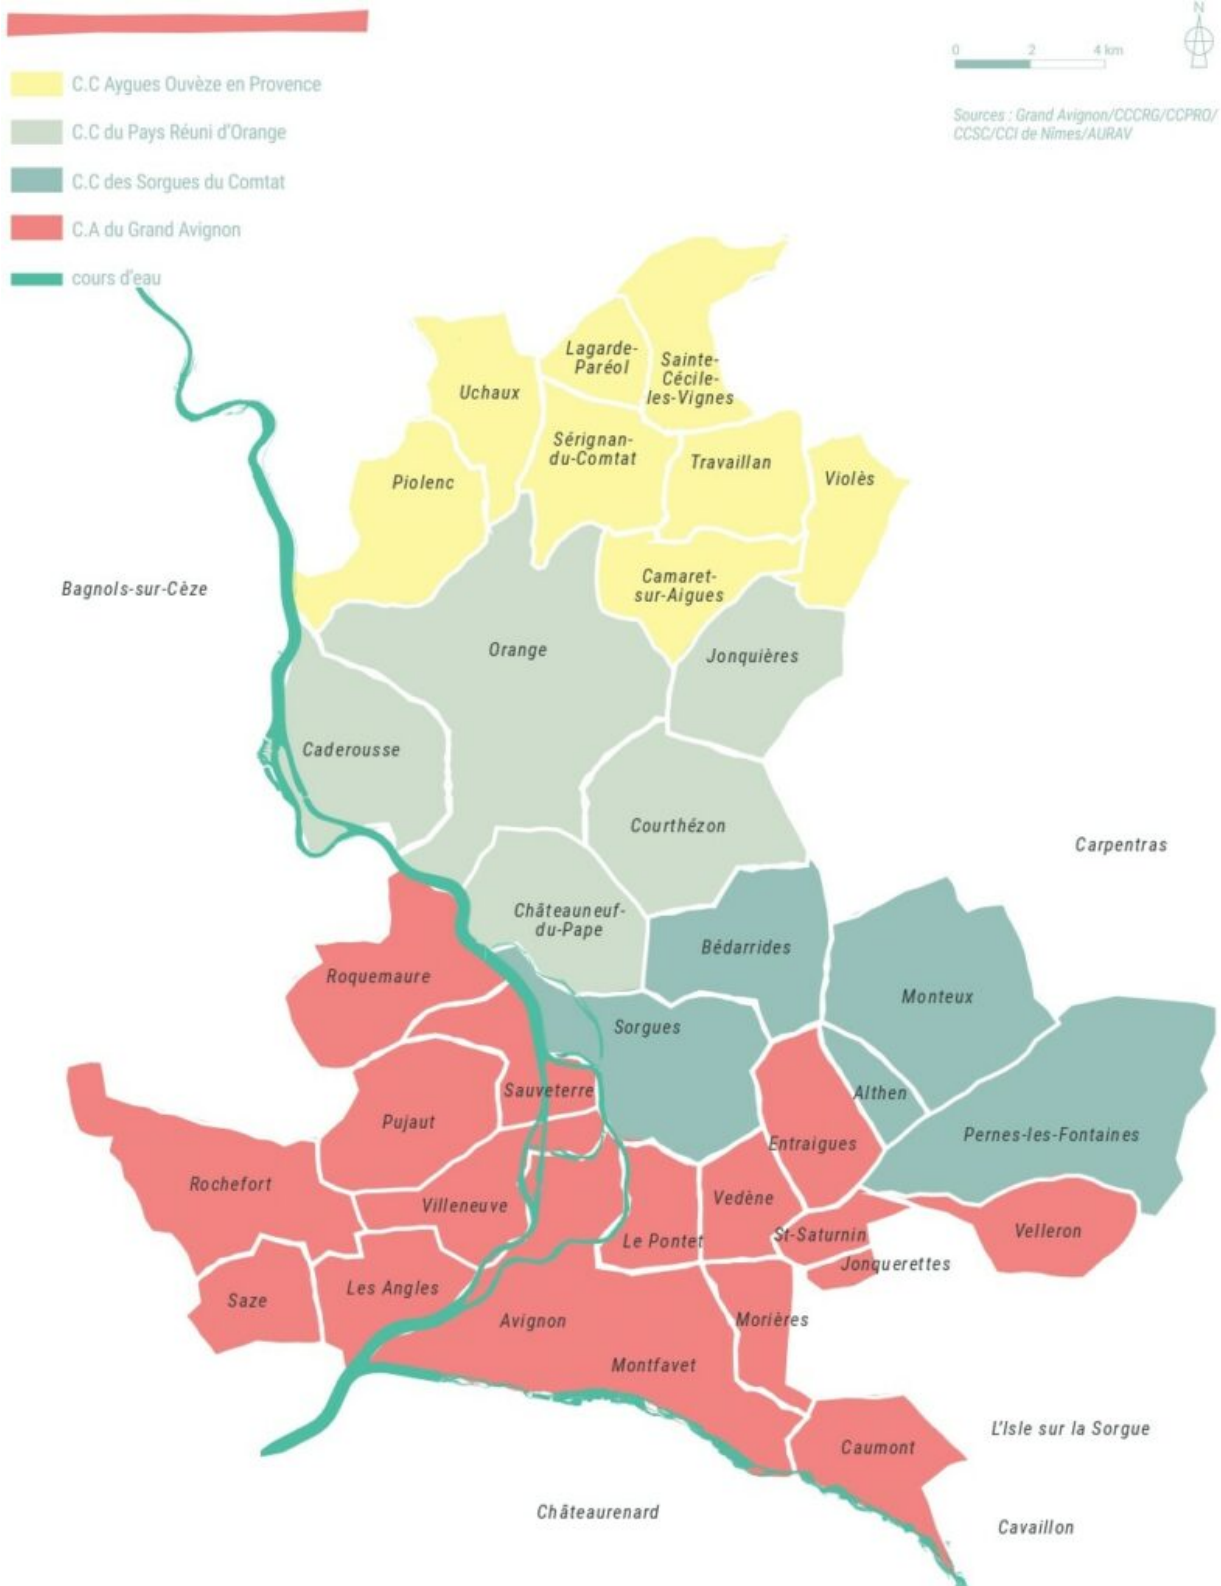 C.C Aygues Ouvèze en Provence
C.C du Pays Réuni d'Orange
C.C des Sorgues du Comtat
C.A du Grand Avignon
cours d'eau
N
0 2 4 km
Sources : Grand Avignon/CCCRG/CCPRO/
CCSC/CCI de Nîmes/AURAV
Lagarde-
Paréol
Sainte-
Cécile-
les-Vignes
Uchaux
Sérignan-
du-Comtat
Travaillan
Violès
Piolenc
Bagnols-sur-Cèze
Camaret-
sur-Aigues
Orange
Jonquières
Caderousse
Courthézon
Carpentras
Châteauneuf-
du-Pape
Bédarrides
Roquemaure
Monteux
Sorgues
Sauveterre
Althen
Pujaut
Entraigues
Pernes-les-Fontaines
Rochefort
Villeneuve
Vedène
Le Pontet
St-Saturnin
Velleron
Jonquerettes
Les Angles
Saze
Avignon
Morières
Montfavet
L'Isle sur la Sorgue
Caumont
Châteaurenard
Cavaillon